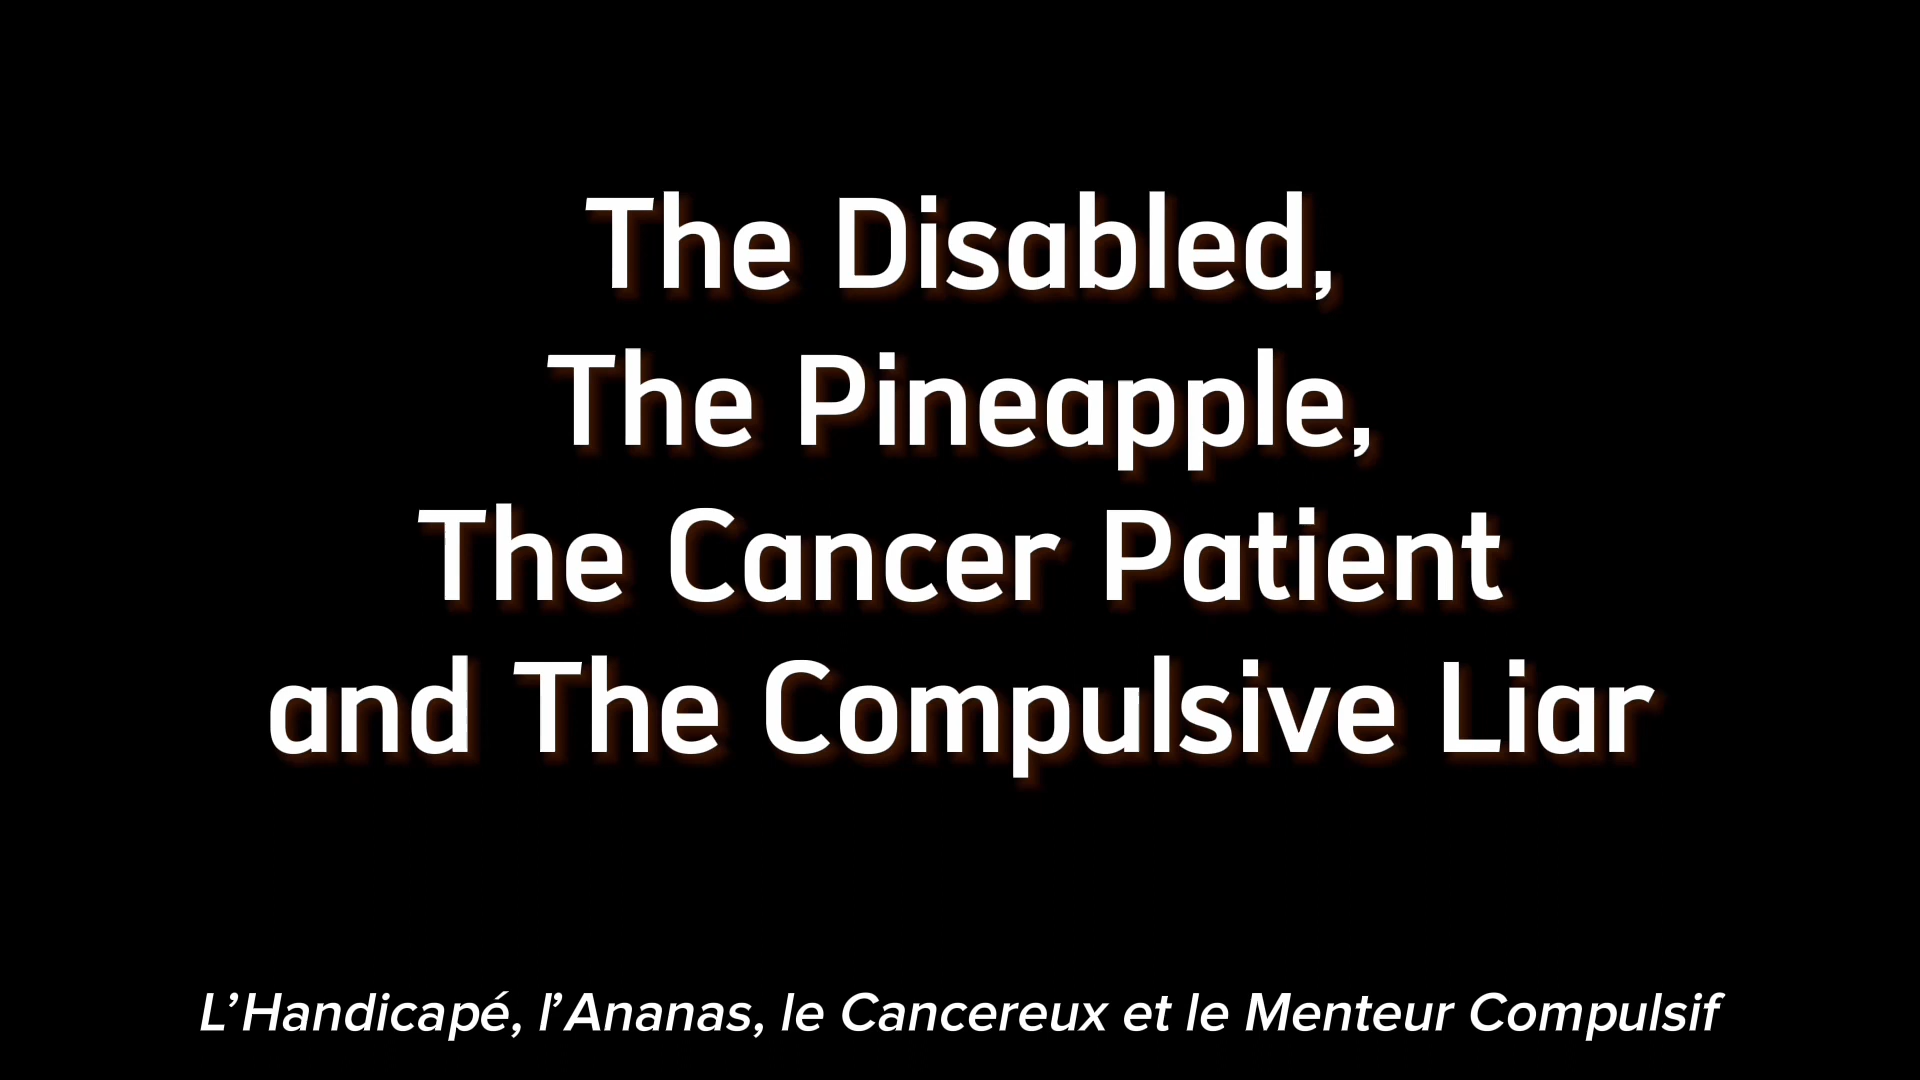 The Disabled,
The Pineapple,
The Cancer Patient
and The Compulsive Liar
L’Handicapé, l’Ananas, le Cancereux et le Menteur Compulsif